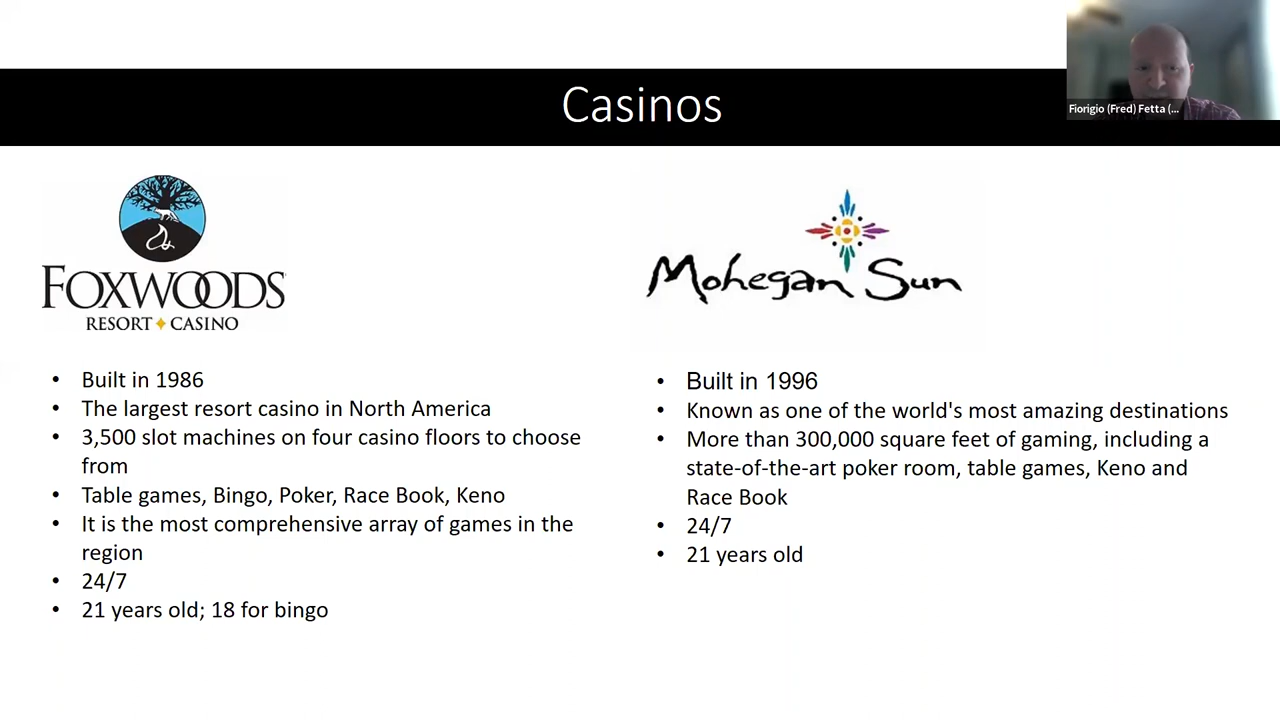 Casinos
Fiorigio (Fred) Fetta (...
FOXWOODS
RESORT CASINO
• Built in 1986
• The largest resort casino in North America
• 3,500 slot machines on four casino floors to choose
from
• Table games, Bingo, Poker, Race Book, Keno
• It is the most comprehensive array of games in the
region
• 24/7
• 21 years old; 18 for bingo
Mohegan Sun
• Built in 1996
• Known as one of the world's most amazing destinations
• More than 300,000 square feet of gaming, including a
state-of-the-art poker room, table games, Keno and
Race Book
• 24/7
• 21 years old